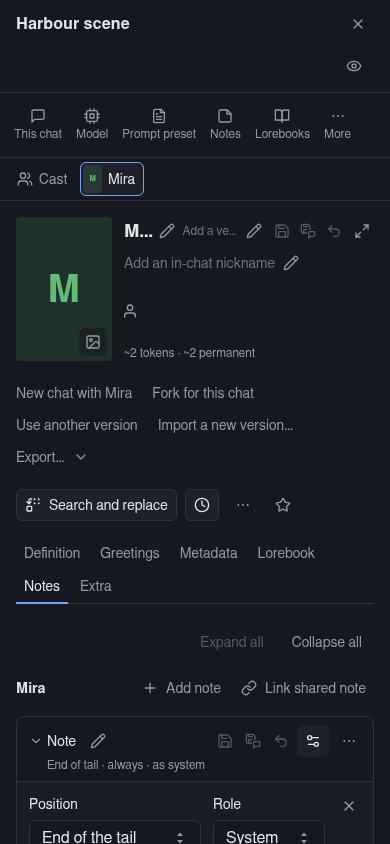 Harbour scene
This chat Model Prompt preset Notes Lorebooks More
Cast M Mira
M... Add a ve...
Add an in-chat nickname
M
~2 tokens · ~2 permanent
New chat with Mira Fork for this chat
Use another version Import a new version...
Export...
Search and replace
Definition Greetings Metadata Lorebook
Notes Extra
Expand all Collapse all
Mira Add note Link shared note
Note
End of tail · always · as system
Position Role
End of the tail System